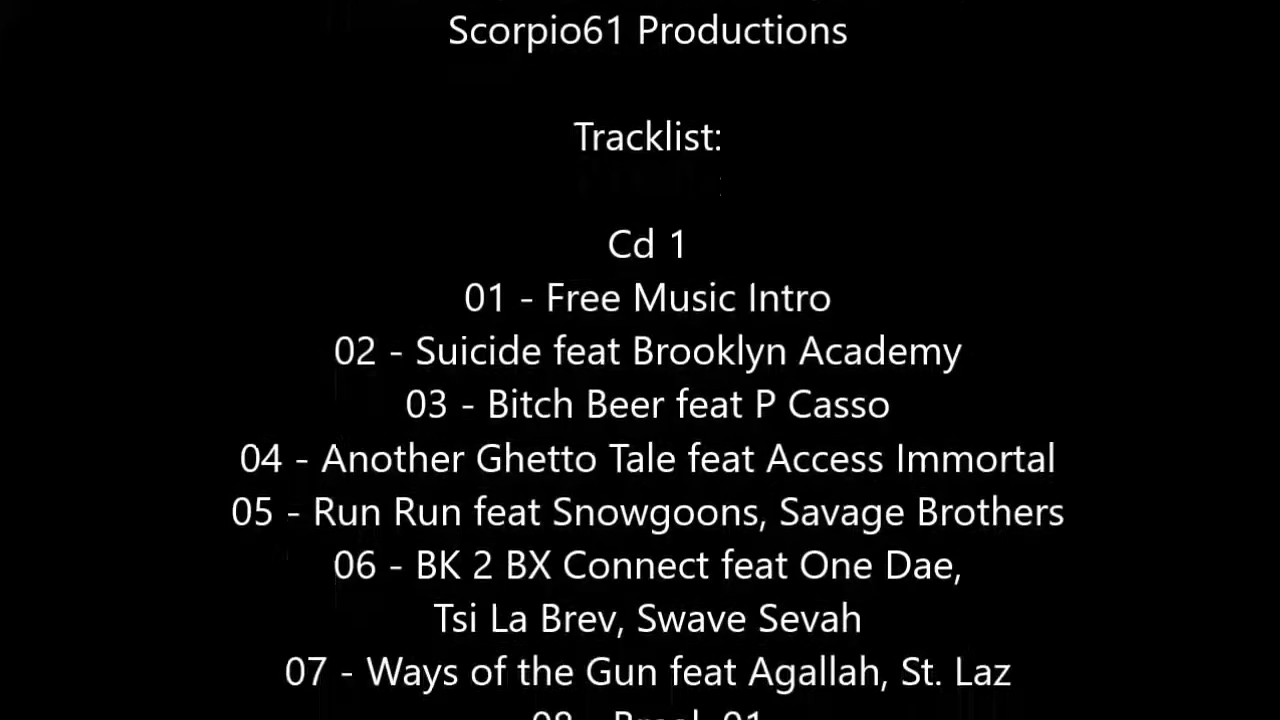 Scorpio61 Productions
Tracklist:
Cd 1
01 - Free Music Intro
02 - Suicide feat Brooklyn Academy
03 - Bitch Beer feat P Casso
04 - Another Ghetto Tale feat Access Immortal
05 - Run Run feat Snowgoons, Savage Brothers
06 - BK 2 BX Connect feat One Dae,
Tsi La Brev, Swave Sevah
07 - Ways of the Gun feat Agallah, St. Laz